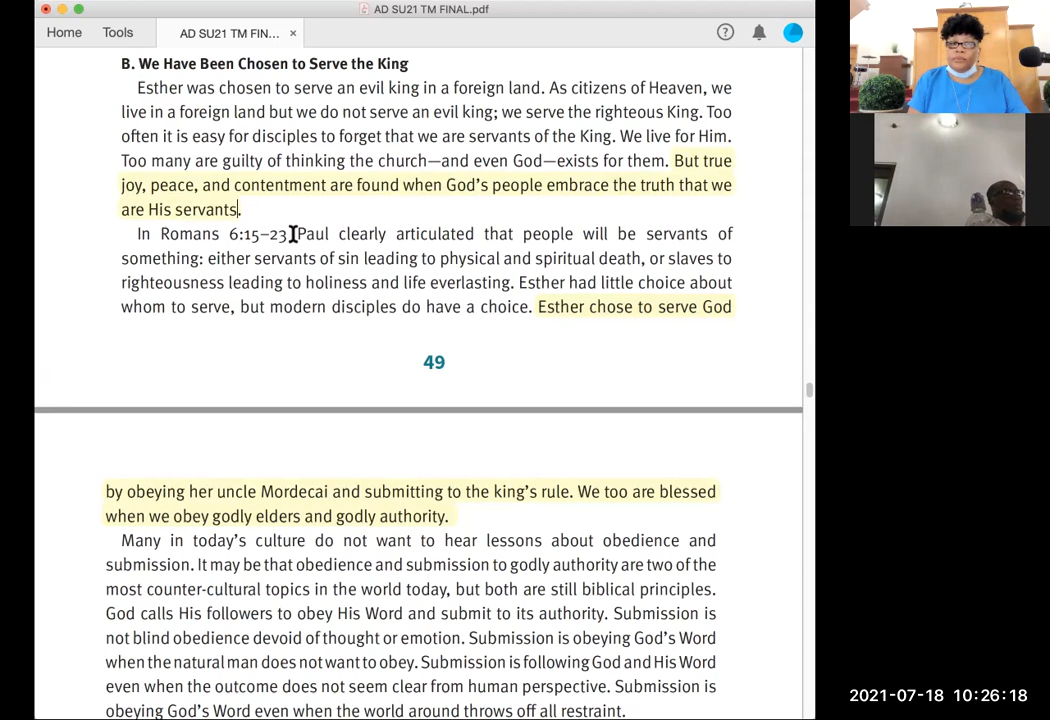 AD SU21 TM FINAL.pdf
Home Tools AD SU21 TM FIN... ×
B. We Have Been Chosen to Serve the King
Esther was chosen to serve an evil king in a foreign land. As citizens of Heaven, we
live in a foreign land but we do not serve an evil king; we serve the righteous King. Too
often it is easy for disciples to forget that we are servants of the King. We live for Him.
Too many are guilty of thinking the church—and even God—exists for them. But true
joy, peace, and contentment are found when God's people embrace the truth that we
are His servants.
In Romans 6:15–23 Paul clearly articulated that people will be servants of
something: either servants of sin leading to physical and spiritual death, or slaves to
righteousness leading to holiness and life everlasting. Esther had little choice about
whom to serve, but modern disciples do have a choice. Esther chose to serve God
49
by obeying her uncle Mordecai and submitting to the king's rule. We too are blessed
when we obey godly elders and godly authority.
Many in today's culture do not want to hear lessons about obedience and
submission. It may be that obedience and submission to godly authority are two of the
most counter-cultural topics in the world today, but both are still biblical principles.
God calls His followers to obey His Word and submit to its authority. Submission is
not blind obedience devoid of thought or emotion. Submission is obeying God's Word
when the natural man does not want to obey. Submission is following God and His Word
even when the outcome does not seem clear from human perspective. Submission is
obeying God's Word even when the world around throws off all restraint.
2021-07-18 10:26:18